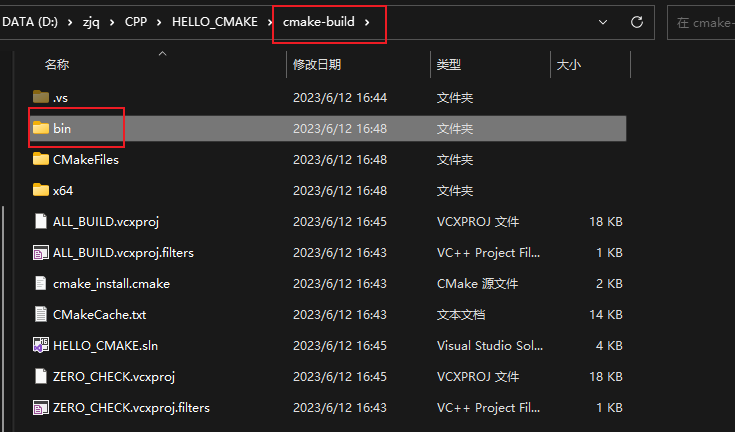 DATA (D:) › zjq › CPP › HELLO_CMAKE › cmake-build › 在 cmake-
名称 修改日期 类型 大小
.vs 2023/6/12 16:44 文件夹
bin 2023/6/12 16:48 文件夹
CMakeFiles 2023/6/12 16:48 文件夹
x64 2023/6/12 16:48 文件夹
ALL_BUILD.vcxproj 2023/6/12 16:45 VCXPROJ 文件 18 KB
ALL_BUILD.vcxproj.filters 2023/6/12 16:43 VC++ Project Fil... 1 KB
cmake_install.cmake 2023/6/12 16:43 CMake 源文件 2 KB
CMakeCache.txt 2023/6/12 16:43 文本文档 14 KB
HELLO_CMAKE.sln 2023/6/12 16:45 Visual Studio Sol... 4 KB
ZERO_CHECK.vcxproj 2023/6/12 16:45 VCXPROJ 文件 18 KB
ZERO_CHECK.vcxproj.filters 2023/6/12 16:43 VC++ Project Fil... 1 KB